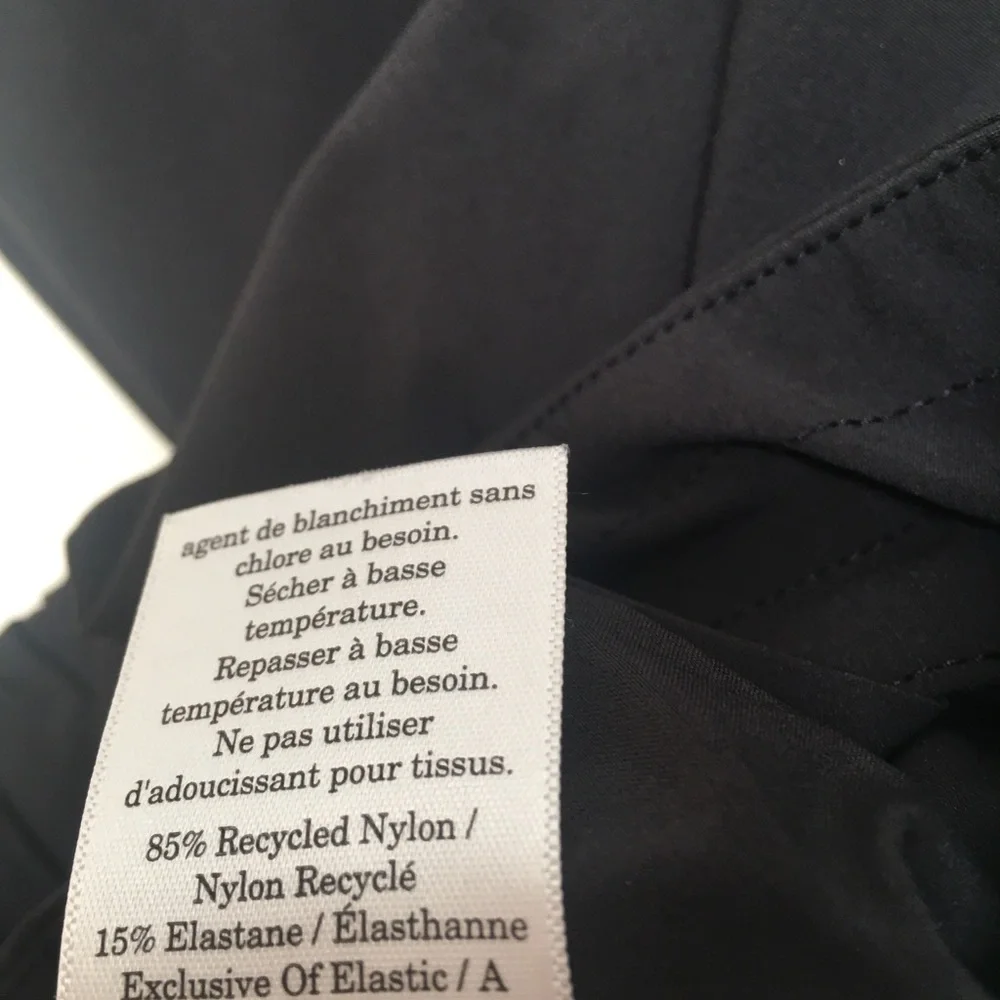 agent de blanchiment sans
chlore au besoin.
Sécher à basse
température.
Repasser à basse
température au besoin.
Ne pas utiliser
d'adoucissant pour tissus.
85% Recycled Nylon /
Nylon Recyclé
15% Elastane / Élasthanne
Exclusive Of Elastic / A